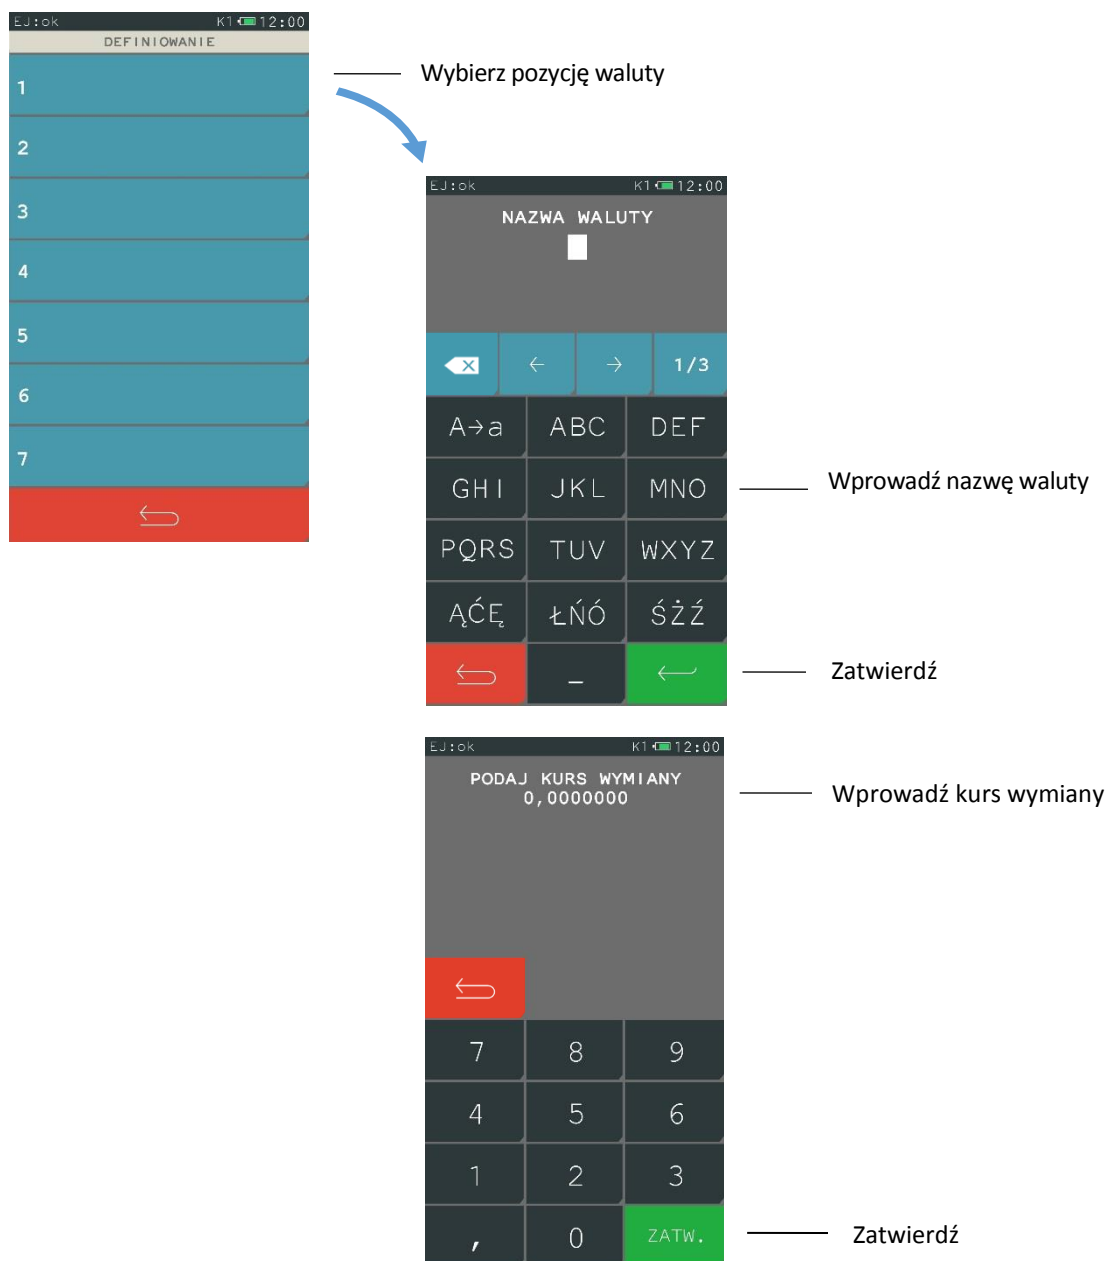 EJ:ok K1 12:00
DEFINIOWANIE
1
2
3
4
5
6
7
Wybierz pozycję waluty
EJ:ok K1 12:00
NAZWA WALUTY
← → 1/3
A→a ABC DEF
GHI JKL MNO
PQRS TUV WXYZ
ĄĆĘ ŁŃÓ ŚŻŹ
_
Wprowadź nazwę waluty
Zatwierdź
EJ:ok K1 12:00
PODAJ KURS WYMIANY
0,0000000
7 8 9
4 5 6
1 2 3
, 0 ZATW.
Wprowadź kurs wymiany
Zatwierdź